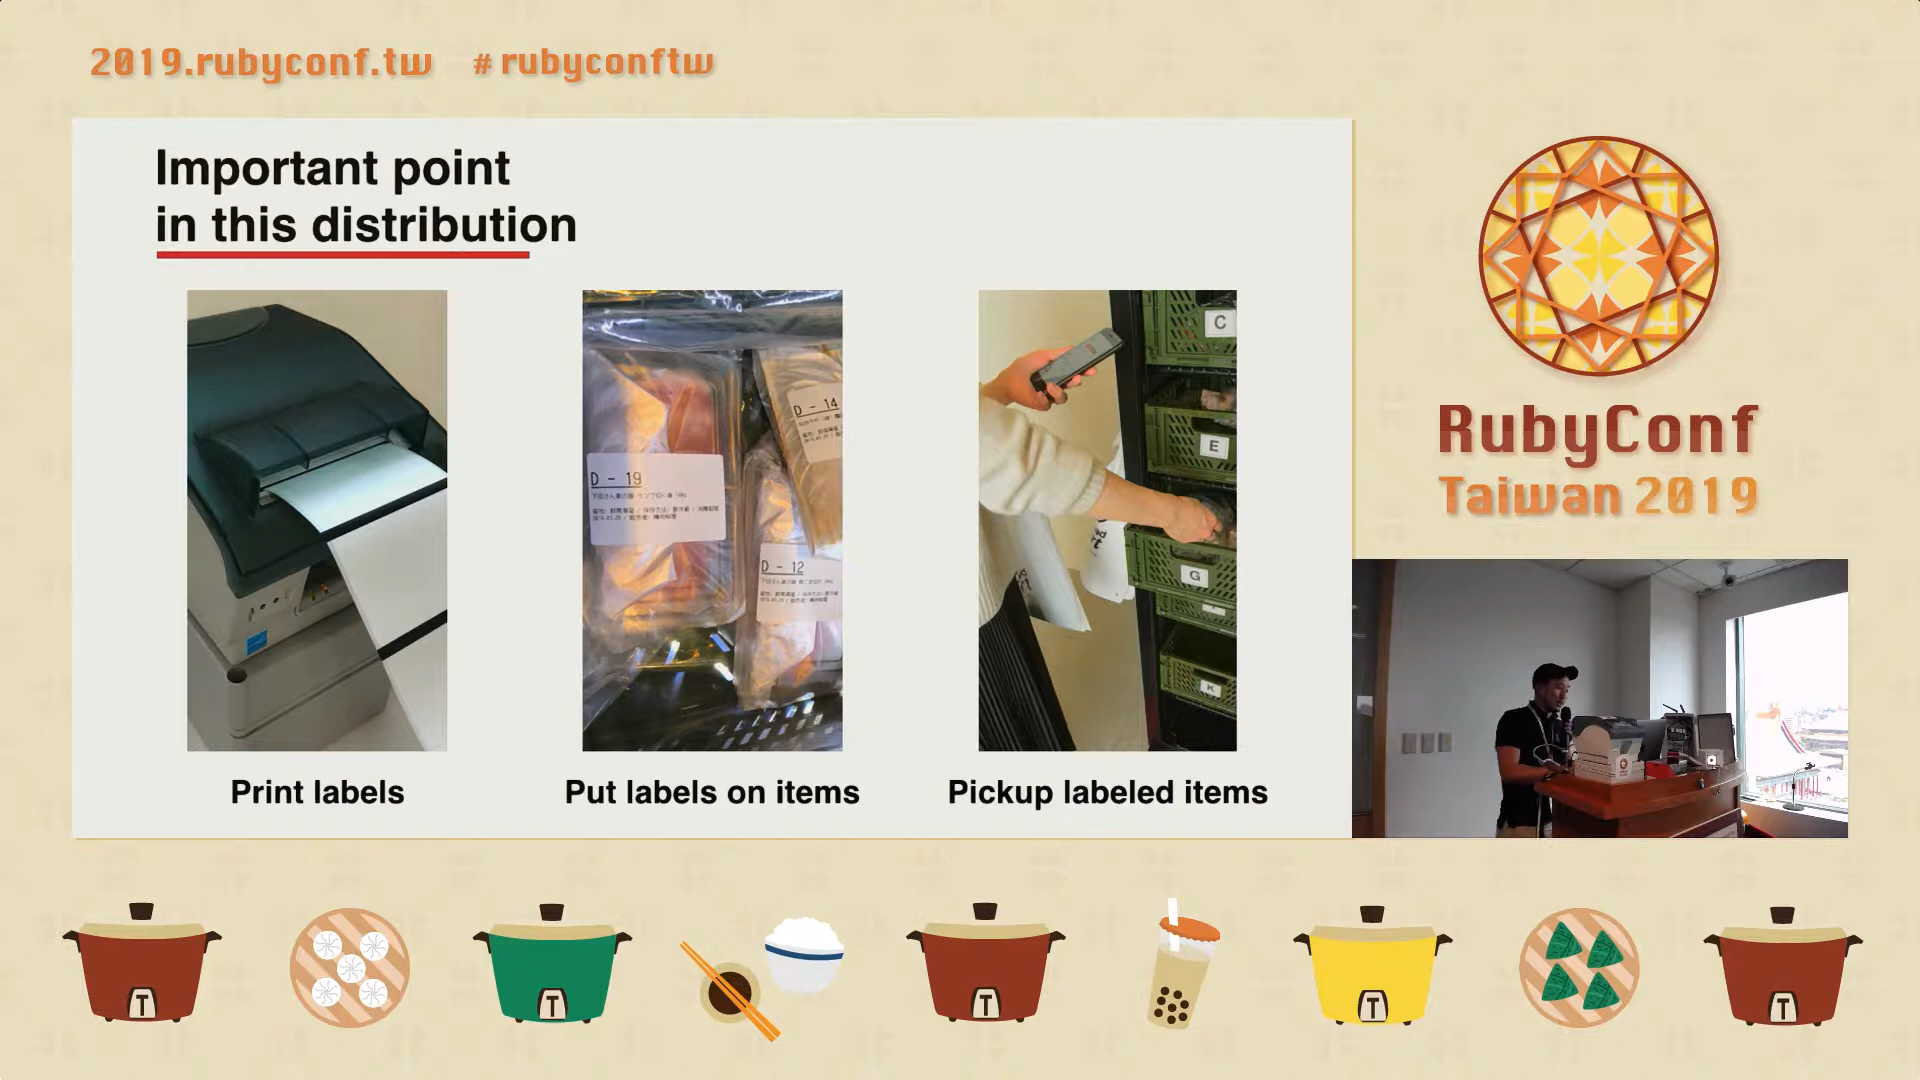 2019.rubyconf.tw #rubyconftw
Important point
in this distribution
D - 19
D - 14
D - 12
C
E
G
K
Print labels
Put labels on items
Pickup labeled items
RubyConf
Taiwan 2019
T
T
T
T
T